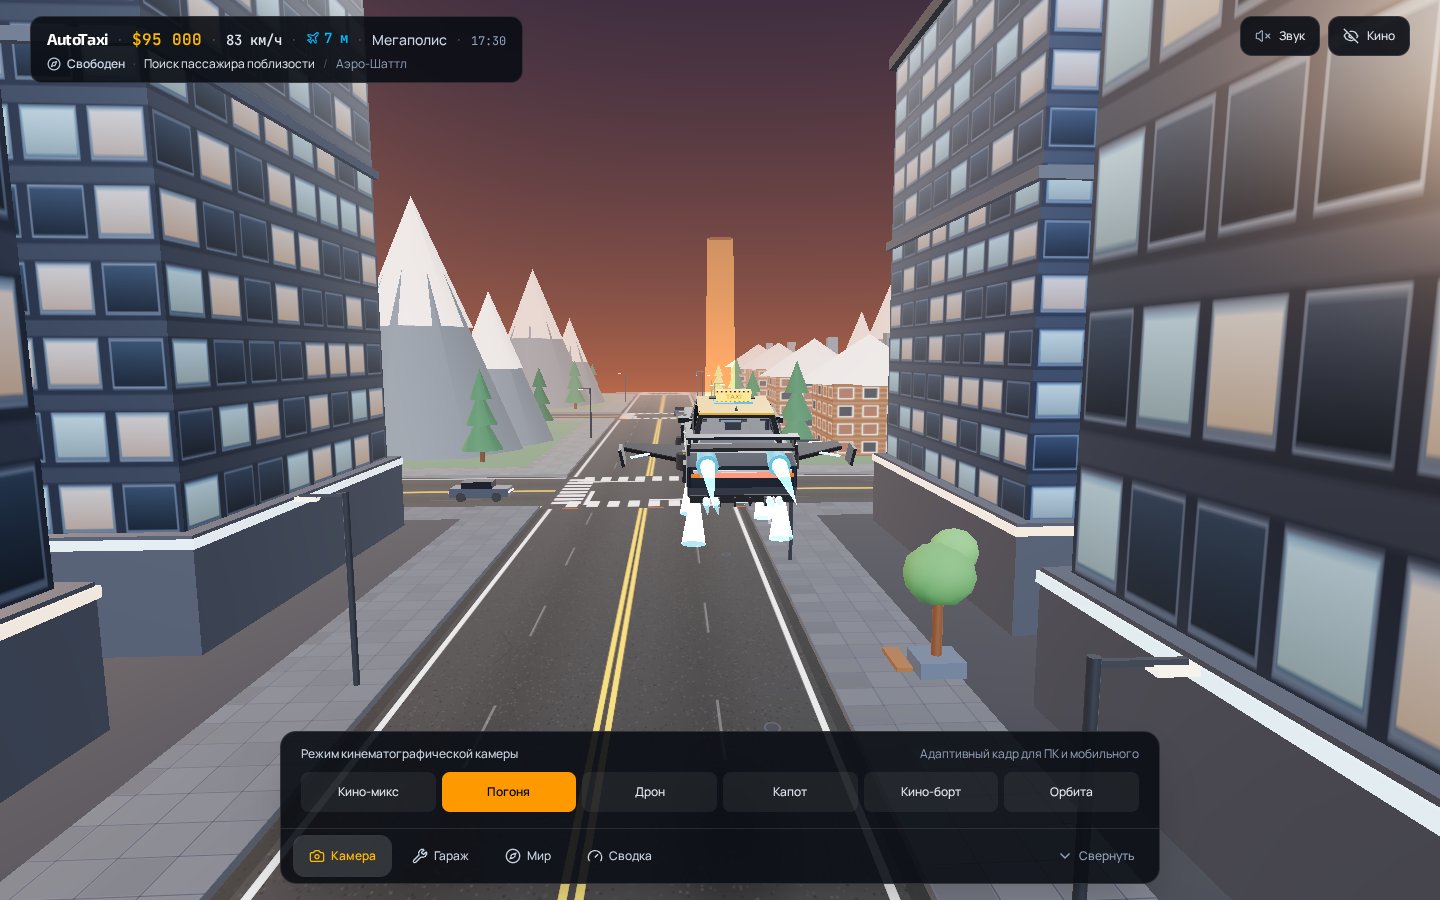 AutoTaxi · $95 000 · 83 км/ч · 7 м · Мегаполис · 17:30
Свободен · Поиск пассажира поблизости / Аэро-Шаттл
Звук
Кино
TAXI
Режим кинематографической камеры
Адаптивный кадр для ПК и мобильного
Кино-микс
Погоня
Дрон
Капот
Кино-борт
Орбита
Камера
Гараж
Мир
Сводка
Свернуть